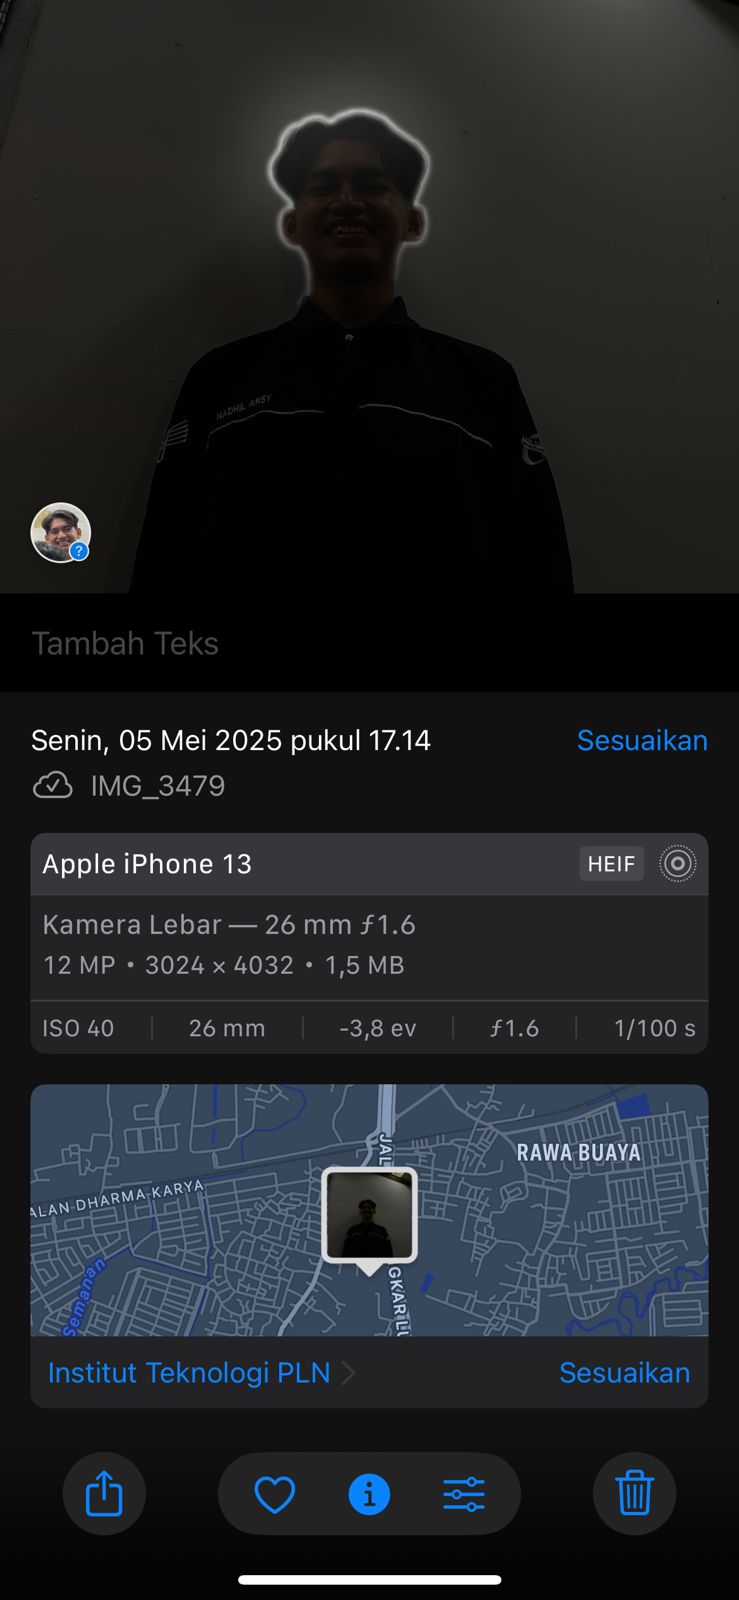 NADHIL ARSY
?
Tambah Teks
Senin, 05 Mei 2025 pukul 17.14
Sesuaikan
IMG_3479
Apple iPhone 13
HEIF
Kamera Lebar — 26 mm ƒ1.6
12 MP • 3024 × 4032 • 1,5 MB
ISO 40 26 mm -3,8 ev ƒ1.6 1/100 s
JAL
RAWA BUAYA
ALAN DHARMA KARYA
Semanan
GKAR LU
Institut Teknologi PLN
Sesuaikan